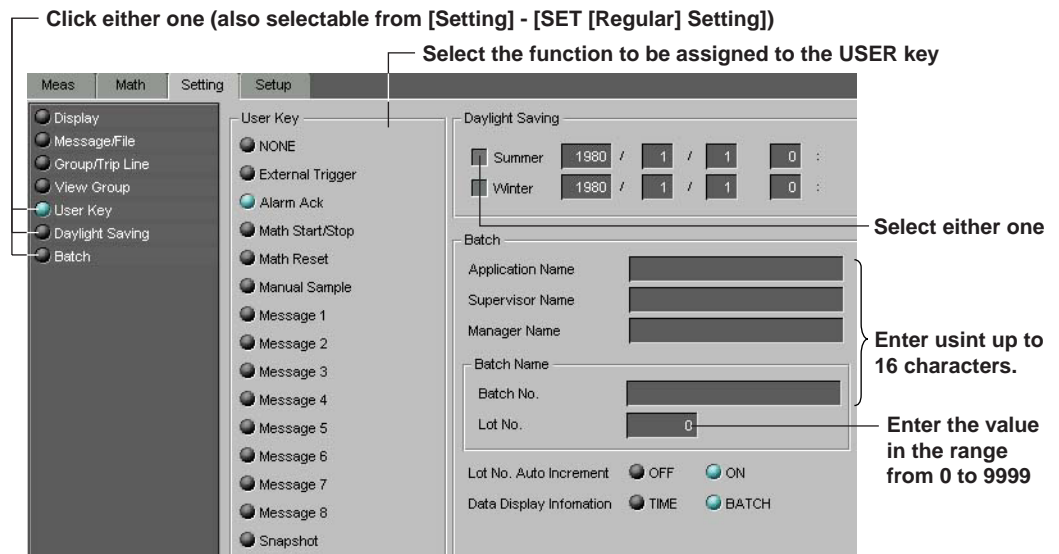 Click either one (also selectable from [Setting] - [SET [Regular] Setting])
Select the function to be assigned to the USER key
Meas Math Setting Setup
Display
Message/File
Group/Trip Line
View Group
User Key
Daylight Saving
Batch
User Key
NONE
External Trigger
Alarm Ack
Math Start/Stop
Math Reset
Manual Sample
Message 1
Message 2
Message 3
Message 4
Message 5
Message 6
Message 7
Message 8
Snapshot
Daylight Saving
Summer 1980 / 1 / 1 0 :
Winter 1980 / 1 / 1 0 :
Select either one
Batch
Application Name
Supervisor Name
Manager Name
Enter usint up to
16 characters.
Batch Name
Batch No.
Lot No. 0
Enter the value
in the range
from 0 to 9999
Lot No. Auto Increment OFF ON
Data Display Infomation TIME BATCH